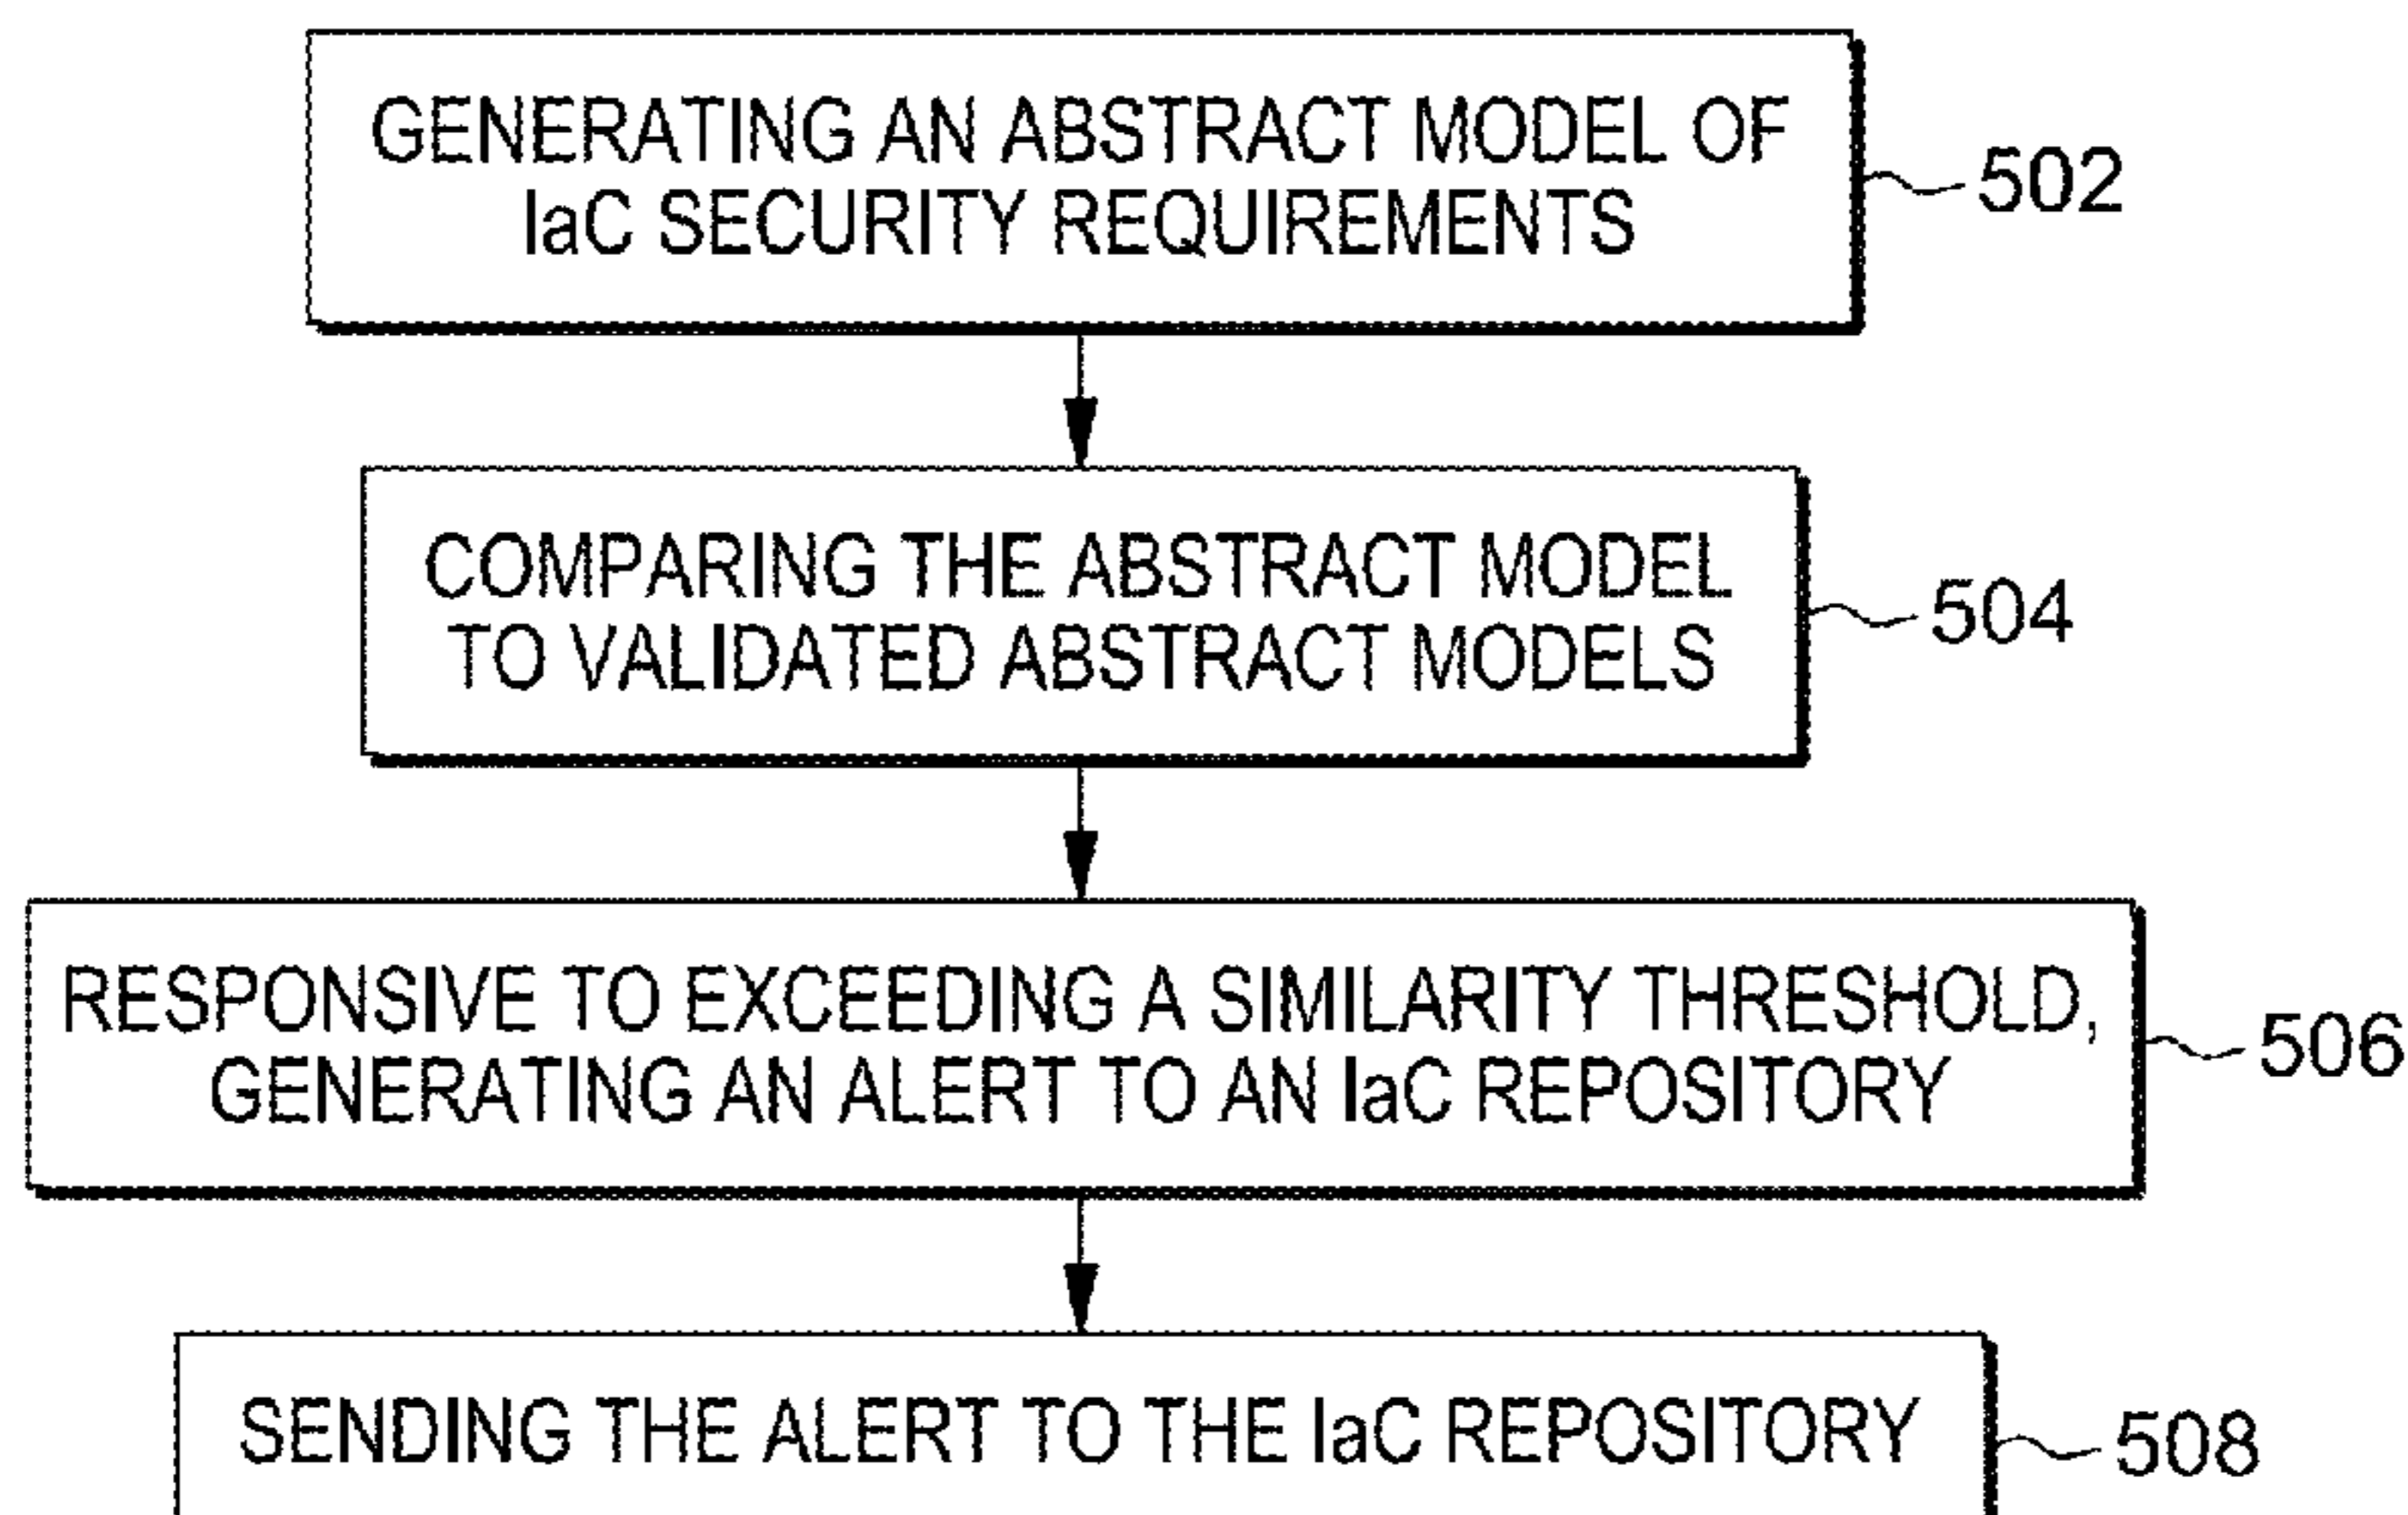 GENERATING AN ABSTRACT MODEL OF
IaC SECURITY REQUIREMENTS
502
COMPARING THE ABSTRACT MODEL
TO VALIDATED ABSTRACT MODELS
504
RESPONSIVE TO EXCEEDING A SIMILARITY THRESHOLD,
GENERATING AN ALERT TO AN IaC REPOSITORY
506
SENDING THE ALERT TO THE IaC REPOSITORY
508